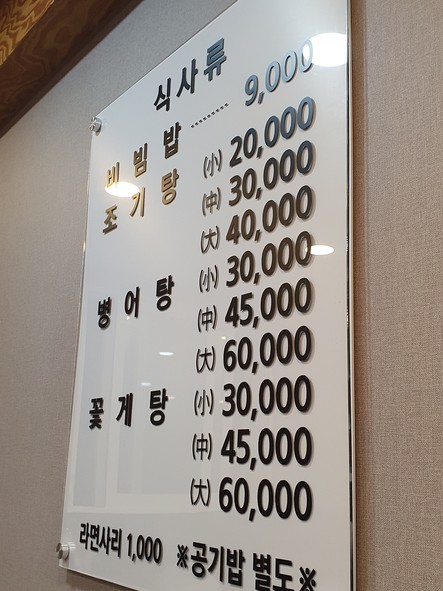 식사류
비빔밥 ········ 9,000
조기탕 (小) 20,000
(中) 30,000
(大) 40,000
병어탕 (小) 30,000
(中) 45,000
(大) 60,000
꽃게탕 (小) 30,000
(中) 45,000
(大) 60,000
라면사리 1,000 ※공기밥 별도※